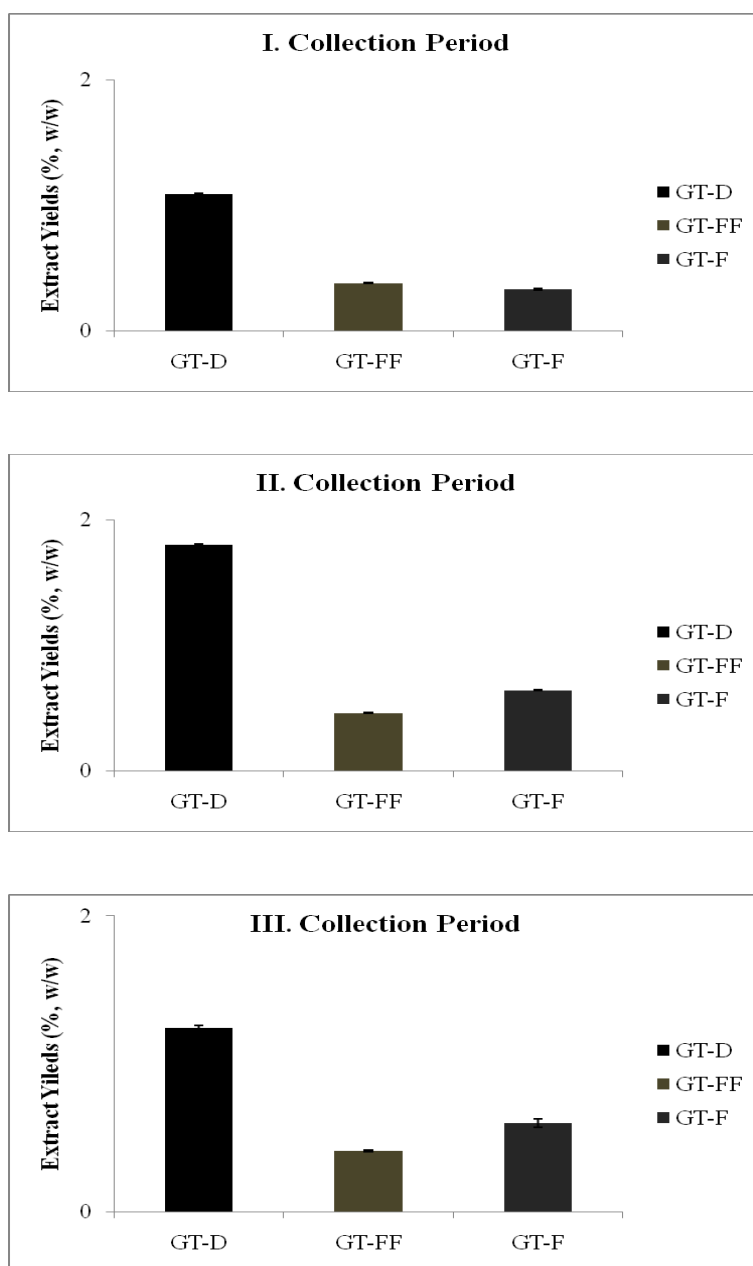 I. Collection Period
2
Extract Yields (%, w/w)
0
GT-D
GT-FF
GT-F
GT-D GT-FF GT-F
II. Collection Period
2
Extract Yields (%, w/w)
0
GT-D
GT-FF
GT-F
GT-D GT-FF GT-F
III. Collection Period
2
Extract Yileds (%, w/w)
0
GT-D
GT-FF
GT-F
GT-D GT-FF GT-F